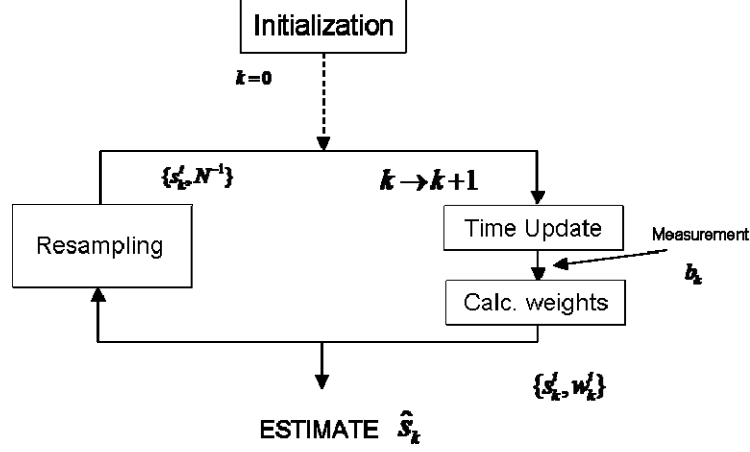 Initialization
k=0
{s_k^i, N^{-1}}
k→k+1
Resampling
Time Update
Measurement
b_k
Calc. weights
{s_k^i, w_k^i}
ESTIMATE ŝ_k